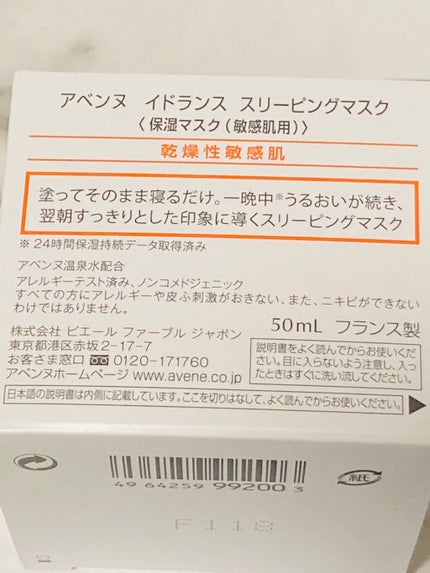 アベンヌ イドランス スリーピングマスク
〈保湿マスク(敏感肌用)〉
乾燥性敏感肌
塗ってそのまま寝るだけ。一晩中※うるおいが続き、
翌朝すっきりとした印象に導くスリーピングマスク
※ 24時間保湿持続データ取得済み
アベンヌ温泉水配合
アレルギーテスト済み、ノンコメドジェニック
すべての方にアレルギーや皮ふ刺激がおきない、また、ニキビができない
わけではありません。
50mL フランス製
株式会社 ピエール ファーブル ジャポン
東京都港区赤坂2-17-7
お客さま窓口 0120-171760
アベンヌホームページ www.avene.co.jp
説明書をよく読んでからお使いくだ
さい。目に入らないよう注意し、入っ
たときはすぐに洗い流してください。
日本語の説明書は内側に記載しています。ここを切りはなして、よく読んでからお使いください。
4 964259 992003
紙
F118